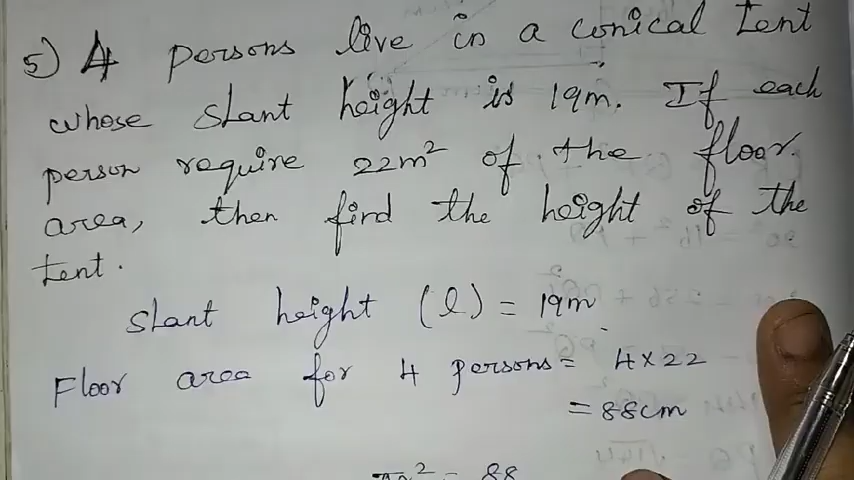 5) 4 persons live in a conical tent
whose slant height is 19m. If each
person require 22m² of the floor.
area, then find the height of the
tent.
slant height (l) = 19m
Floor area for 4 persons = 4×22
= 88cm
πr² = 88